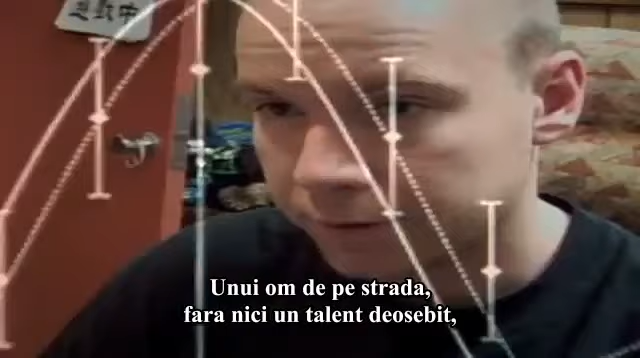 Unui om de pe strada,
fara nici un talent deosebit,